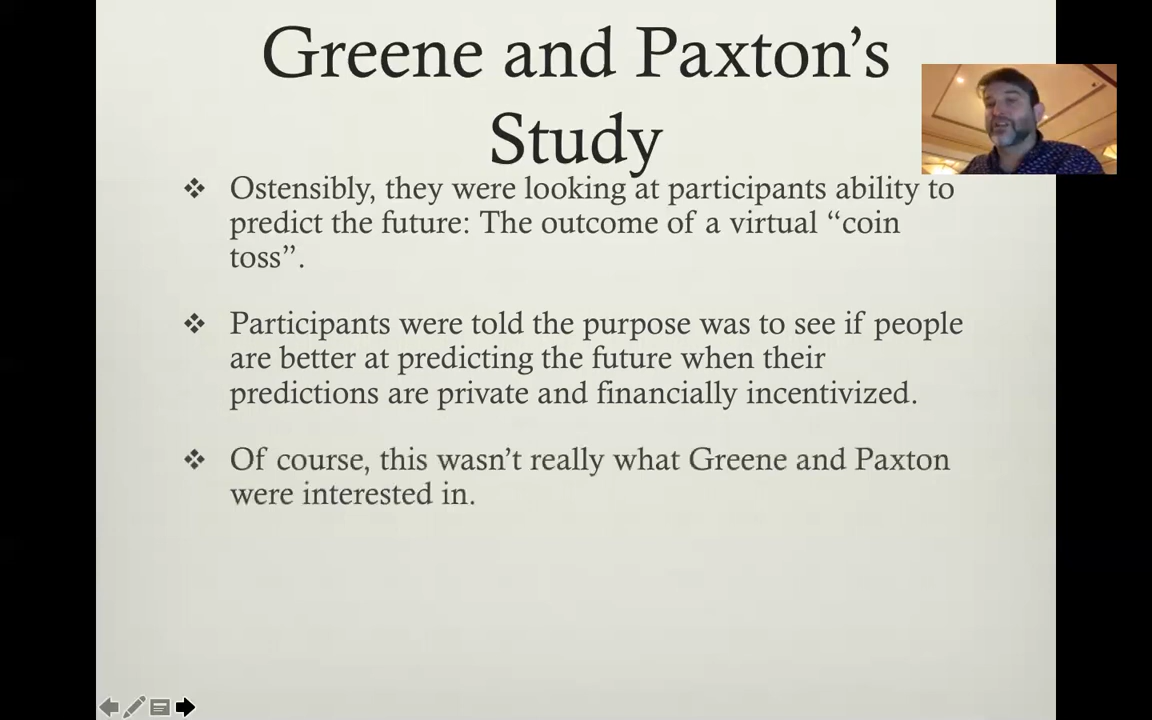 Greene and Paxton’s
Study
Ostensibly, they were looking at participants ability to
predict the future: The outcome of a virtual “coin
toss”.
Participants were told the purpose was to see if people
are better at predicting the future when their
predictions are private and financially incentivized.
Of course, this wasn’t really what Greene and Paxton
were interested in.